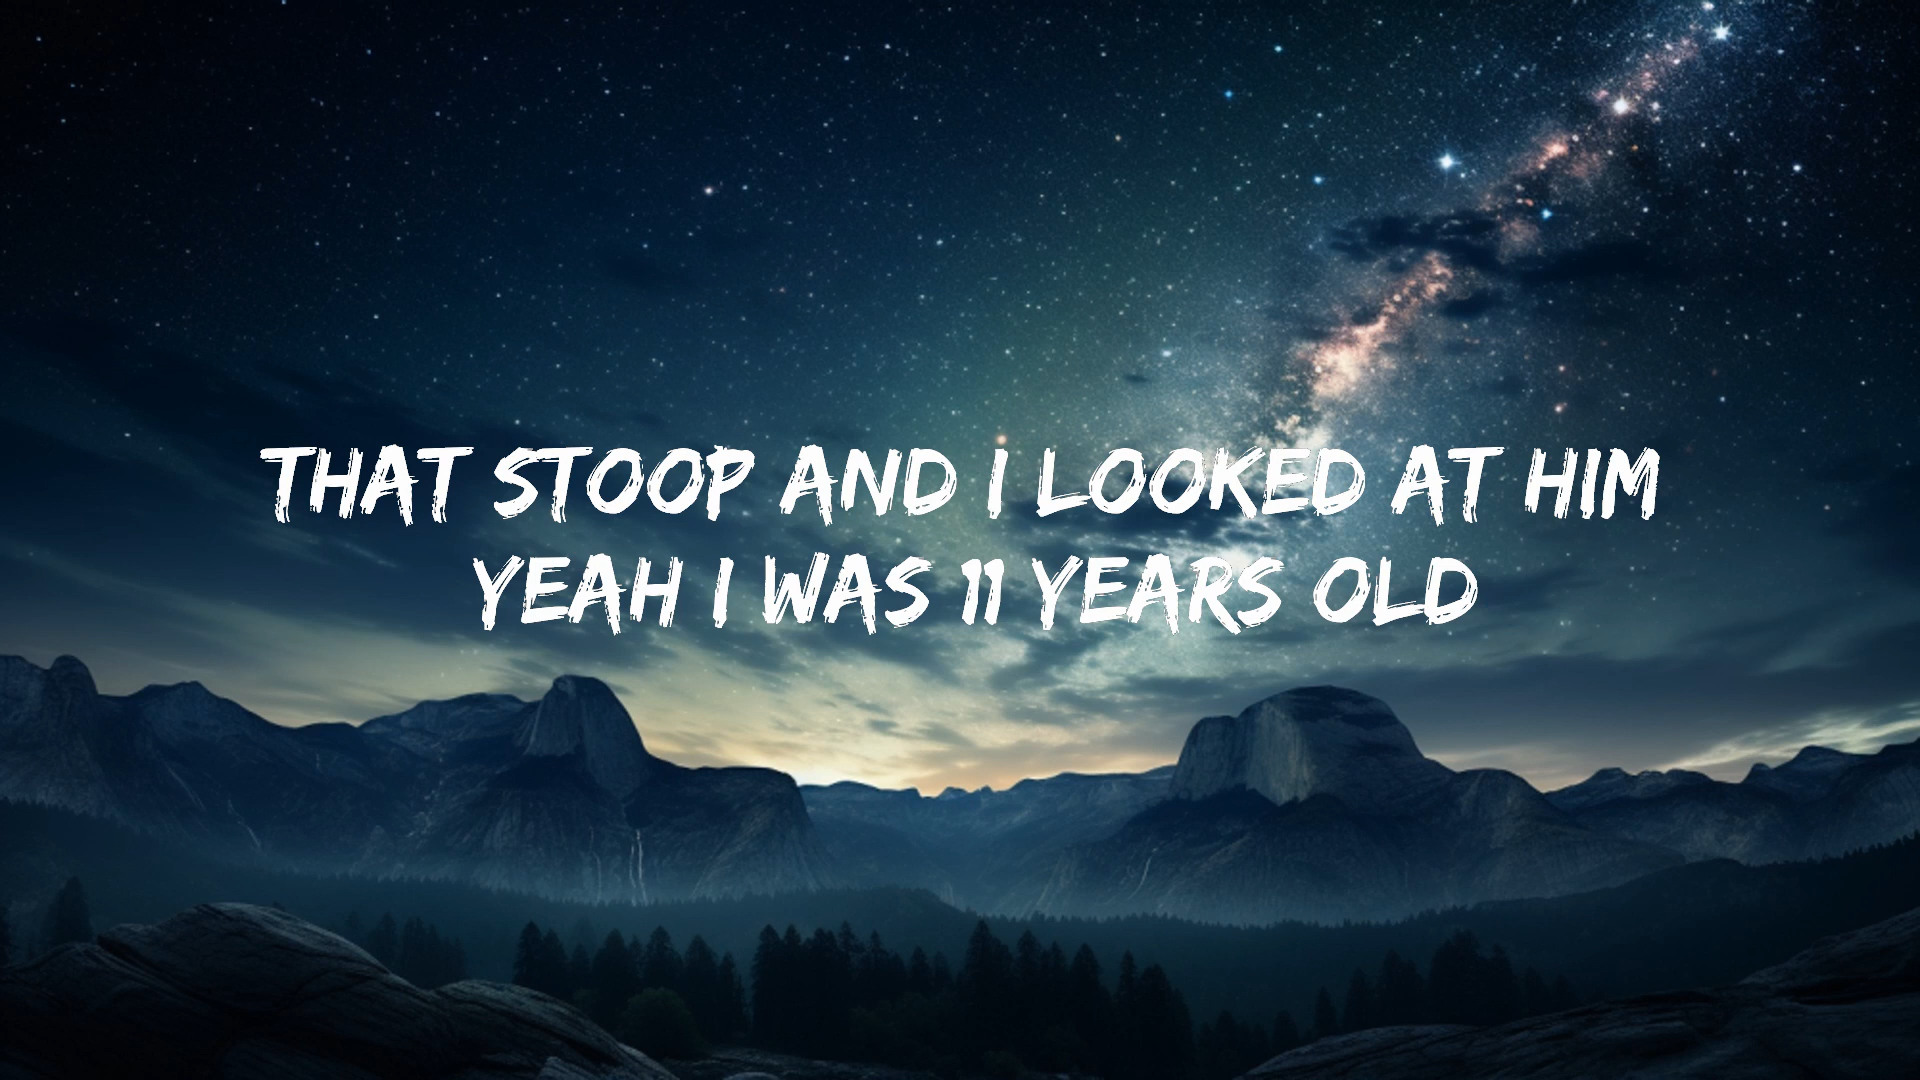 THAT STOOP AND I LOOKED AT HIM
YEAH I WAS 11 YEARS OLD